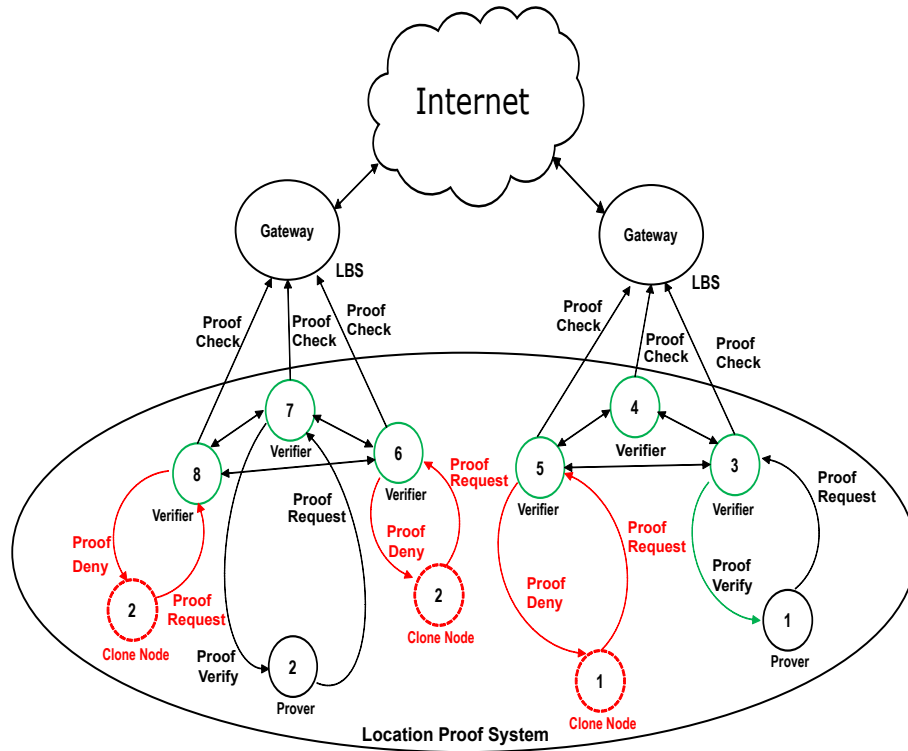 Internet
Gateway
LBS
Gateway
LBS
Proof
Check
Proof
Check
Proof
Check
Proof
Check
Proof
Check
Proof
Check
7
Verifier
8
Verifier
6
Verifier
4
Verifier
5
Verifier
3
Verifier
Proof
Deny
Proof
Request
2
Clone Node
Proof
Verify
Proof
Request
2
Prover
Proof
Deny
Proof
Request
2
Clone Node
Proof
Deny
Proof
Request
1
Clone Node
Proof
Verify
Proof
Request
1
Prover
Location Proof System